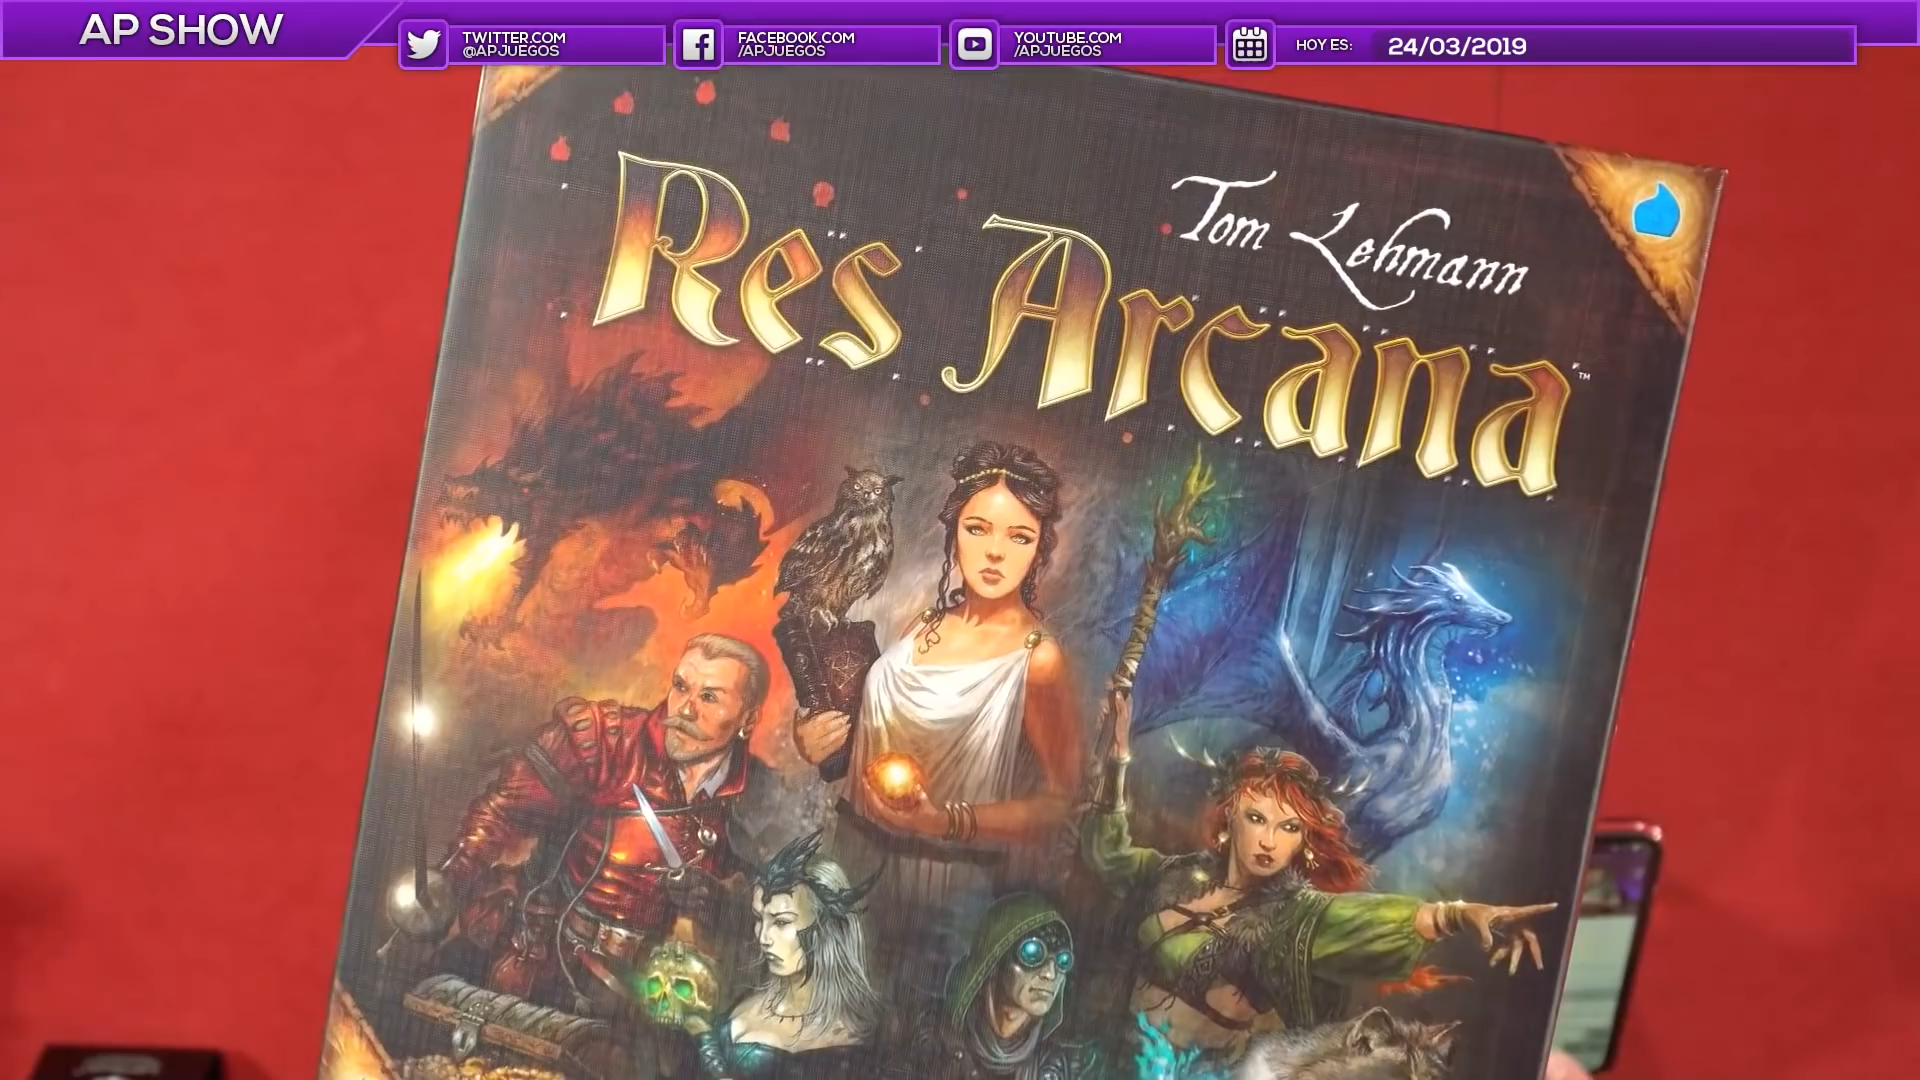 AP SHOW
TWITTER.COM
@APJUEGOS
FACEBOOK.COM
/APJUEGOS
YOUTUBE.COM
/APJUEGOS
HOY ES:
24/03/2019
Tom Lehmann
Res Arcana™